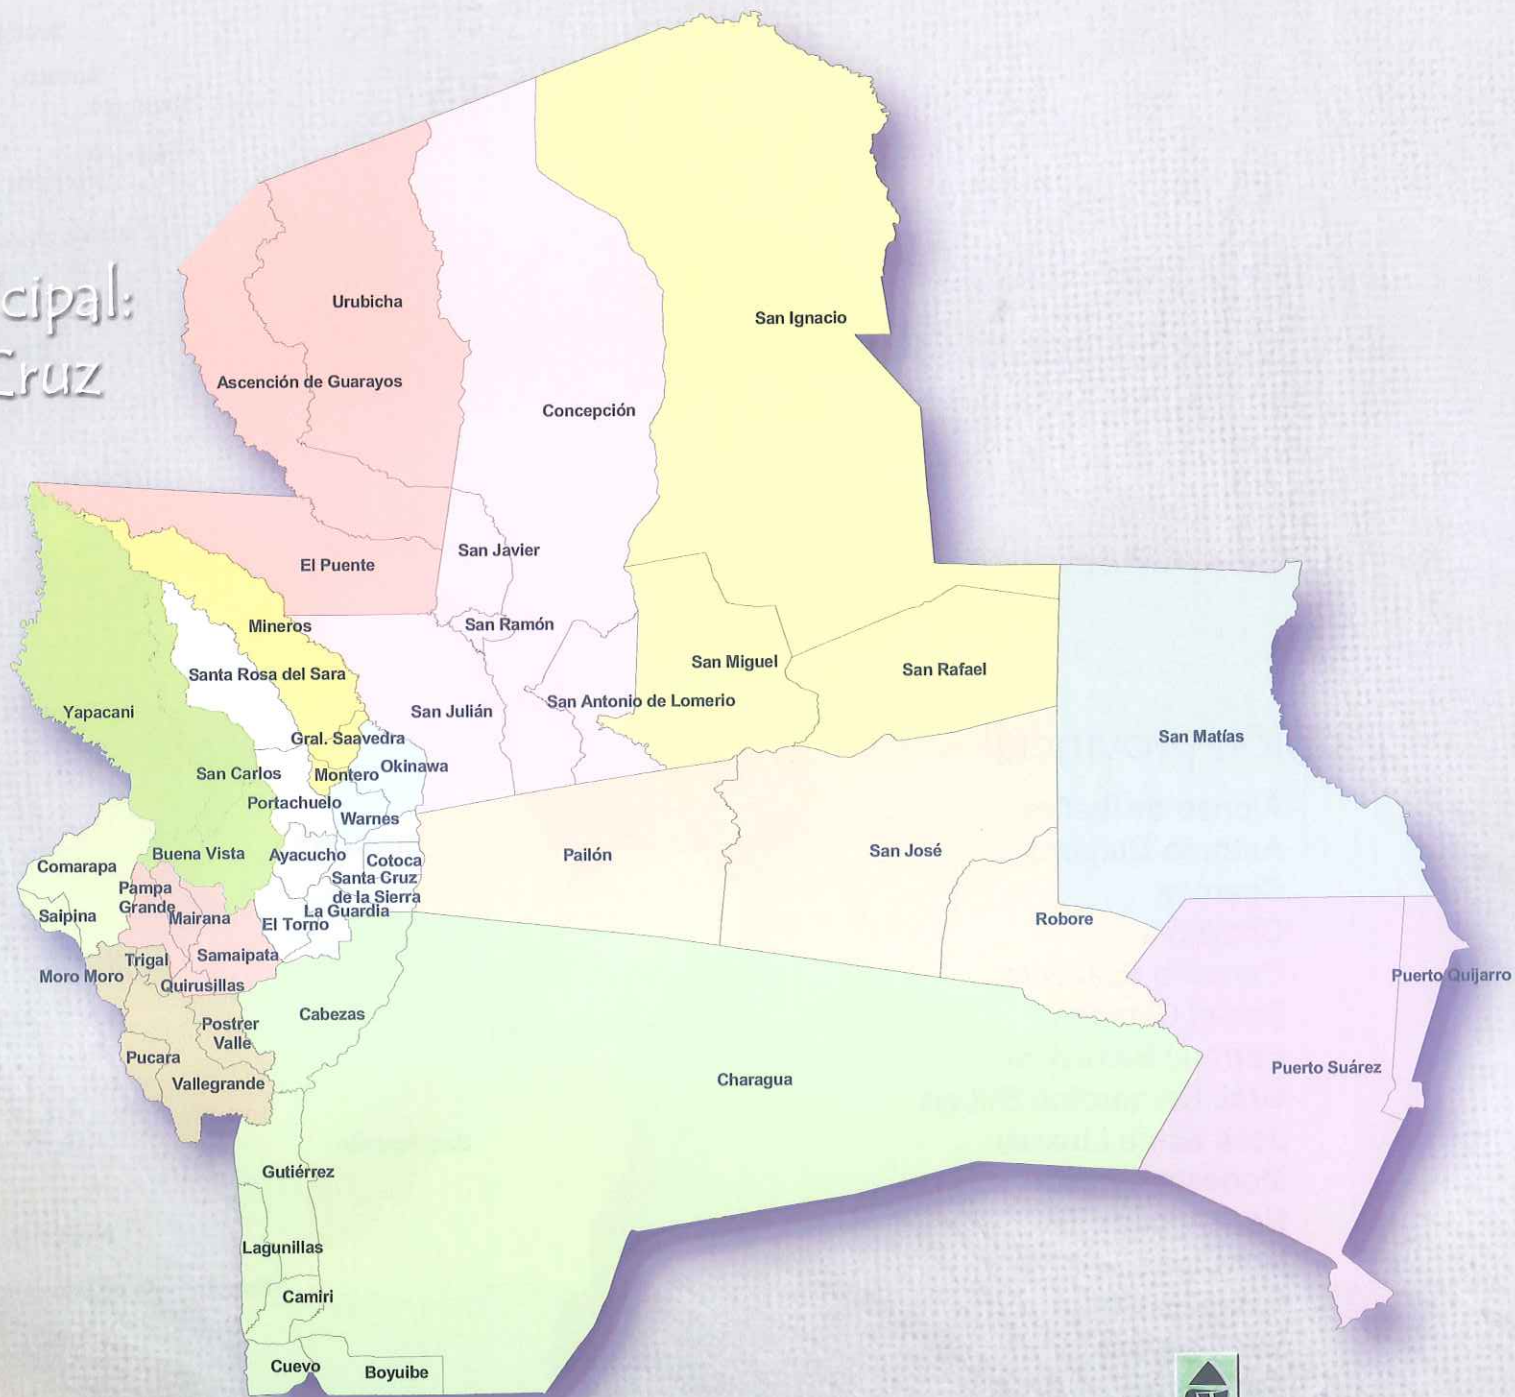 cipal:
Cruz
Urubicha
San Ignacio
Ascención de Guarayos
Concepción
San Javier
El Puente
Mineros
San Ramón
Santa Rosa del Sara
San Miguel
San Rafael
San Antonio de Lomerio
Yapacani
San Julián
Gral. Saavedra
San Matías
San Carlos
Montero
Okinawa
Portachuelo
Warnes
Buena Vista
Ayacucho
Cotoca
Pailón
San José
Comarapa
Santa Cruz
de la Sierra
Pampa
Grande
La Guardia
Saipina
Mairana
El Torno
Robore
Trigal
Samaipata
Moro Moro
Quirusillas
Puerto Quijarro
Cabezas
Postrer
Valle
Pucara
Vallegrande
Charagua
Puerto Suárez
Gutiérrez
Lagunillas
Camiri
Cuevo
Boyuibe